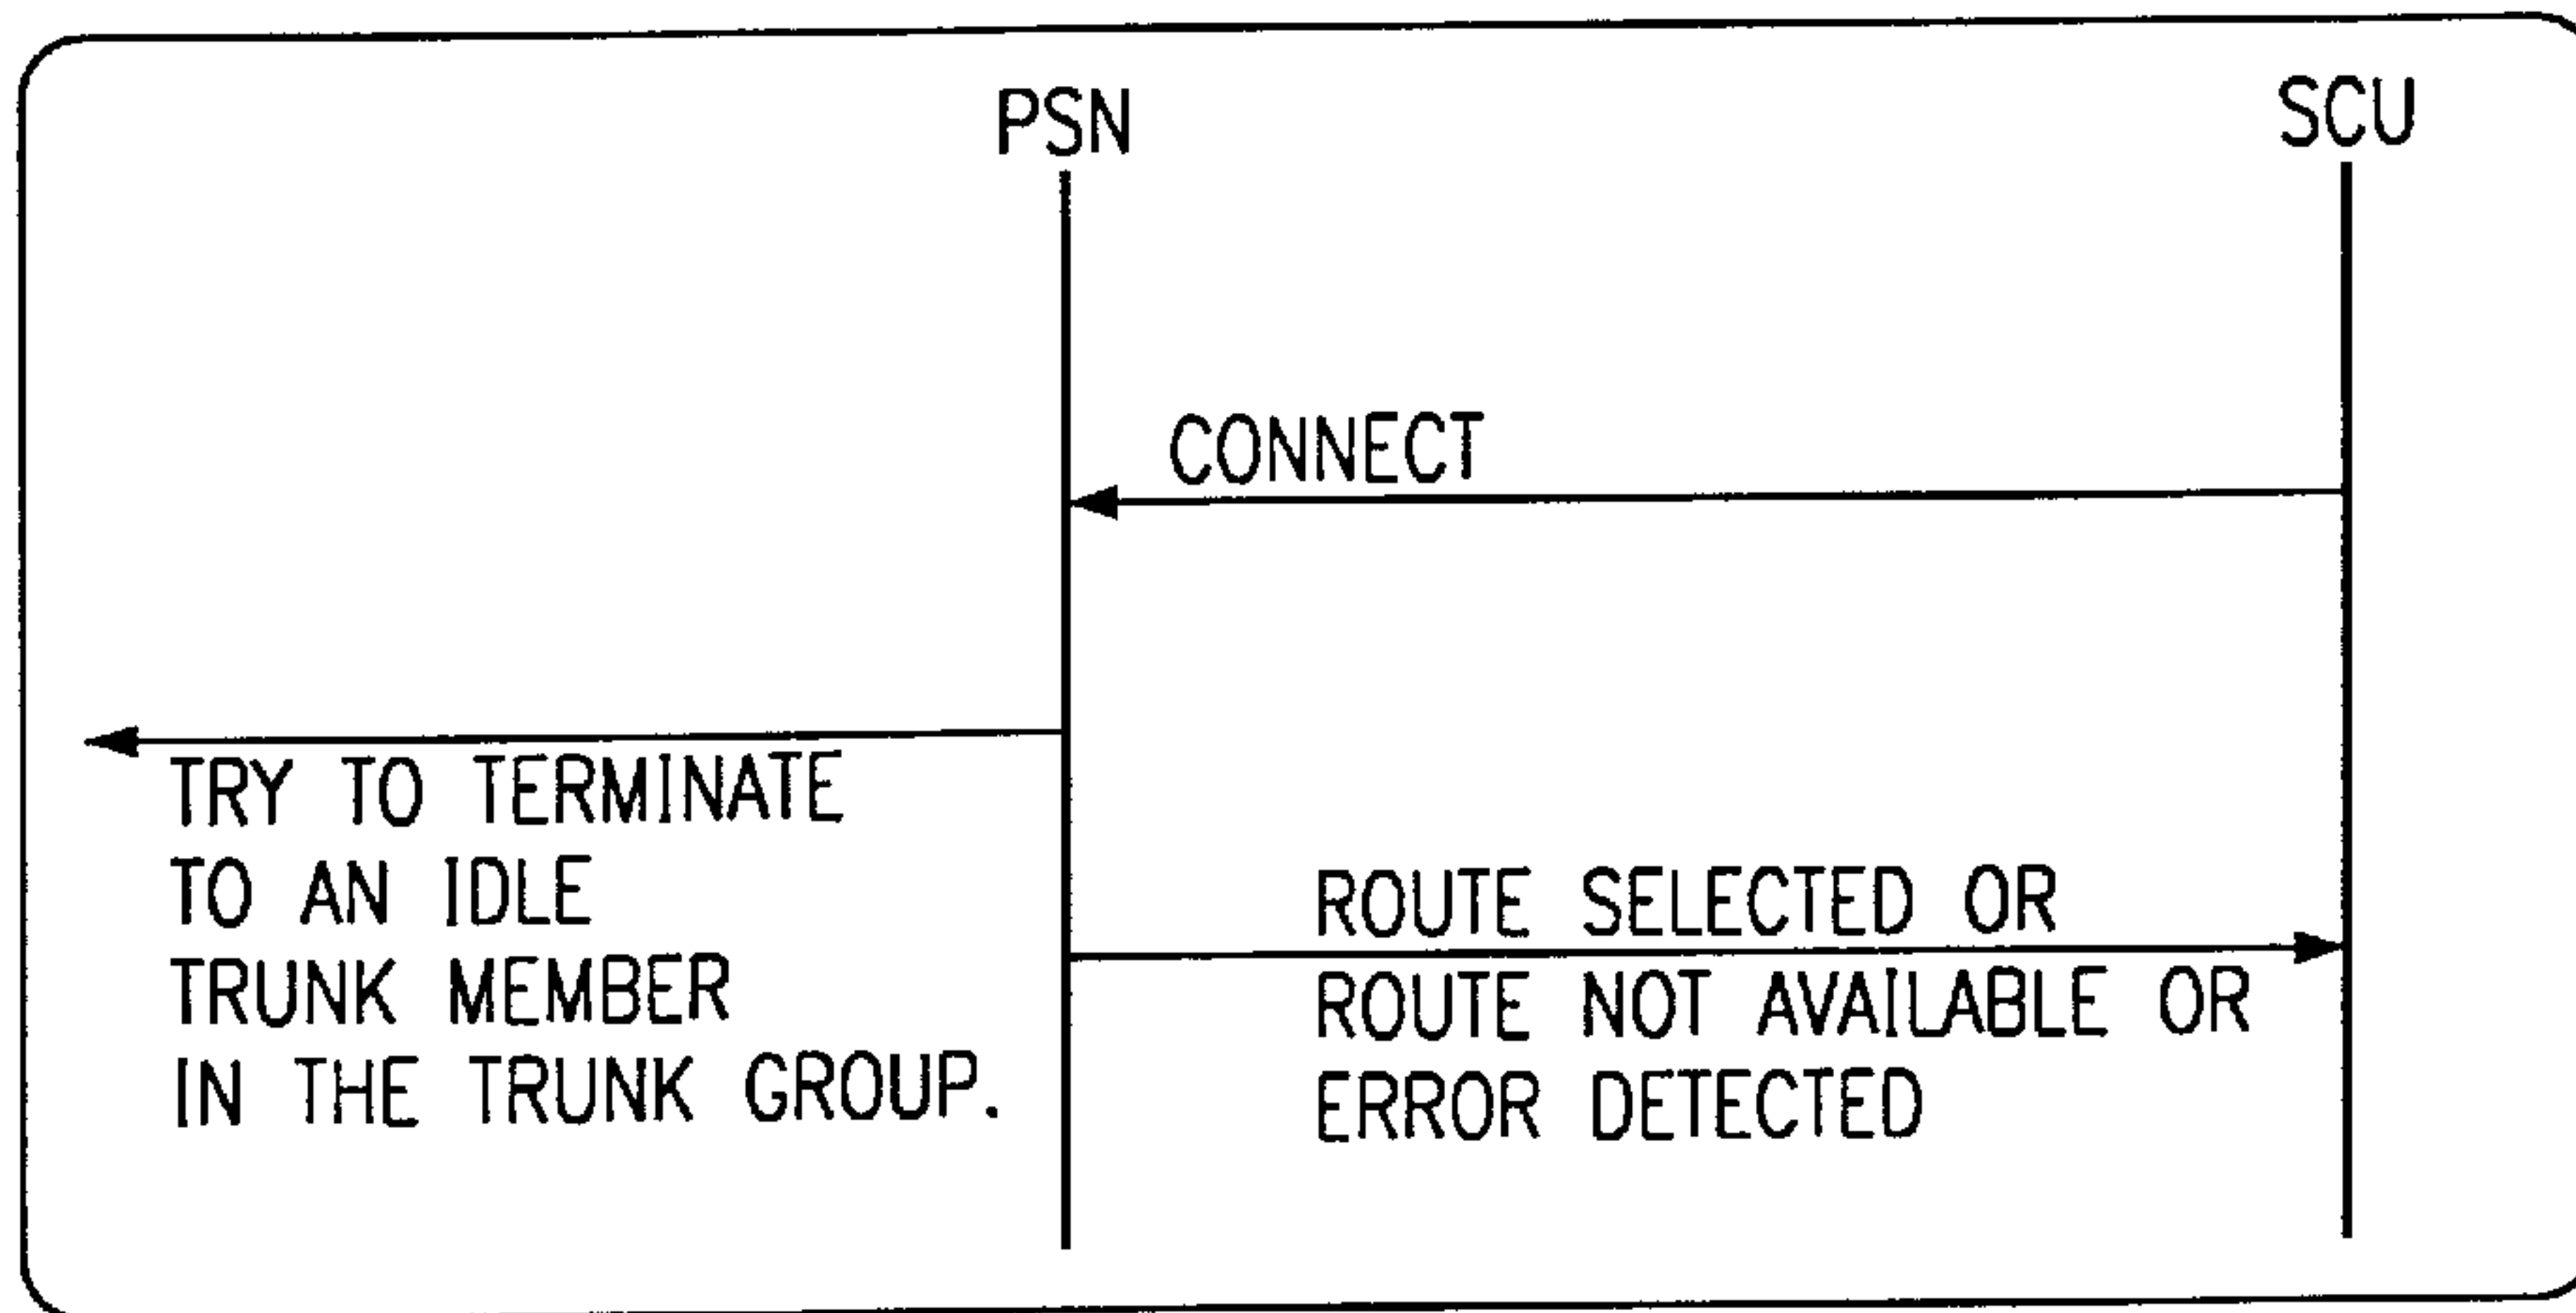 PSN
SCU
CONNECT
TRY TO TERMINATE
TO AN IDLE
TRUNK MEMBER
IN THE TRUNK GROUP.
ROUTE SELECTED OR
ROUTE NOT AVAILABLE OR
ERROR DETECTED